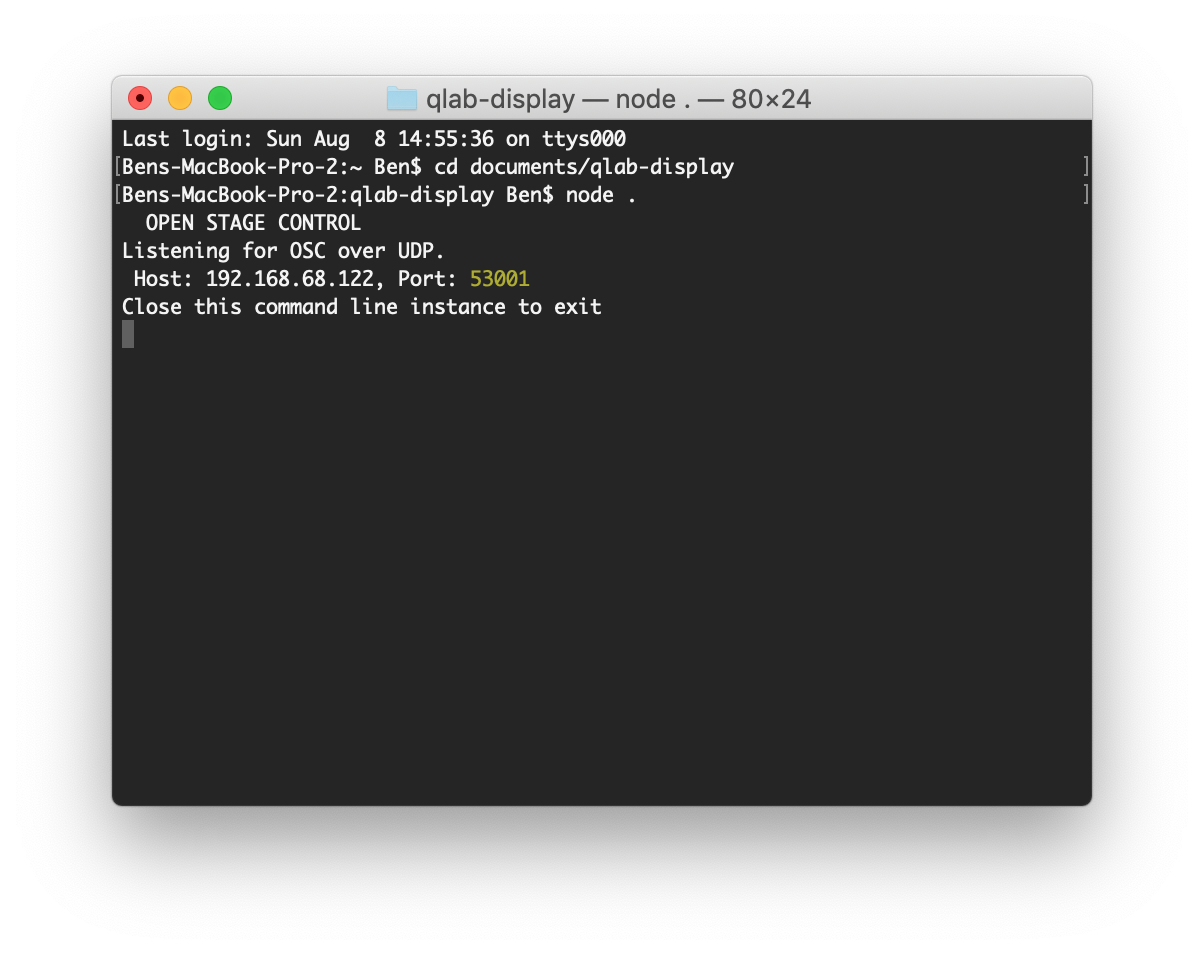 qlab-display — node . — 80×24
Last login: Sun Aug  8 14:55:36 on ttys000
[Bens-MacBook-Pro-2:~ Ben$ cd documents/qlab-display ]
[Bens-MacBook-Pro-2:qlab-display Ben$ node . ]
  OPEN STAGE CONTROL
Listening for OSC over UDP.
 Host: 192.168.68.122, Port: 53001
Close this command line instance to exit